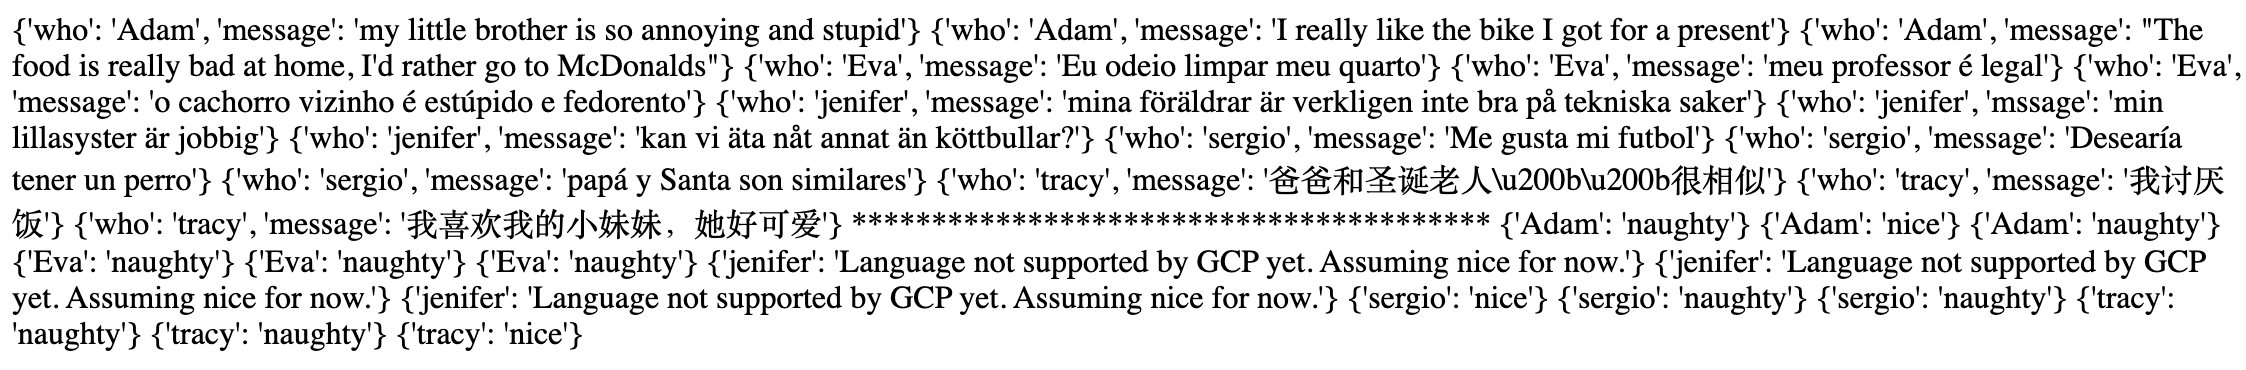 {'who': 'Adam', 'message': 'my little brother is so annoying and stupid'} {'who': 'Adam', 'message': 'I really like the bike I got for a present'} {'who': 'Adam', 'message': "The
food is really bad at home, I'd rather go to McDonalds"} {'who': 'Eva', 'message': 'Eu odeio limpar meu quarto'} {'who': 'Eva', 'message': 'meu professor é legal'} {'who': 'Eva',
'message': 'o cachorro vizinho é estúpido e fedorento'} {'who': 'jenifer', 'message': 'mina föräldrar är verkligen inte bra på tekniska saker'} {'who': 'jenifer', 'mssage': 'min
lillasyster är jobbig'} {'who': 'jenifer', 'message': 'kan vi äta nåt annat än köttbullar?'} {'who': 'sergio', 'message': 'Me gusta mi futbol'} {'who': 'sergio', 'message': 'Desearía
tener un perro'} {'who': 'sergio', 'message': 'papá y Santa son similares'} {'who': 'tracy', 'message': '爸爸和圣诞老人\u200b\u200b很相似'} {'who': 'tracy', 'message': '我讨厌
饭'} {'who': 'tracy', 'message': '我喜欢我的小妹妹，她好可爱'} **************************************** {'Adam': 'naughty'} {'Adam': 'nice'} {'Adam': 'naughty'}
{'Eva': 'naughty'} {'Eva': 'naughty'} {'Eva': 'naughty'} {'jenifer': 'Language not supported by GCP yet. Assuming nice for now.'} {'jenifer': 'Language not supported by GCP
yet. Assuming nice for now.'} {'jenifer': 'Language not supported by GCP yet. Assuming nice for now.'} {'sergio': 'nice'} {'sergio': 'naughty'} {'sergio': 'naughty'} {'tracy':
'naughty'} {'tracy': 'naughty'} {'tracy': 'nice'}